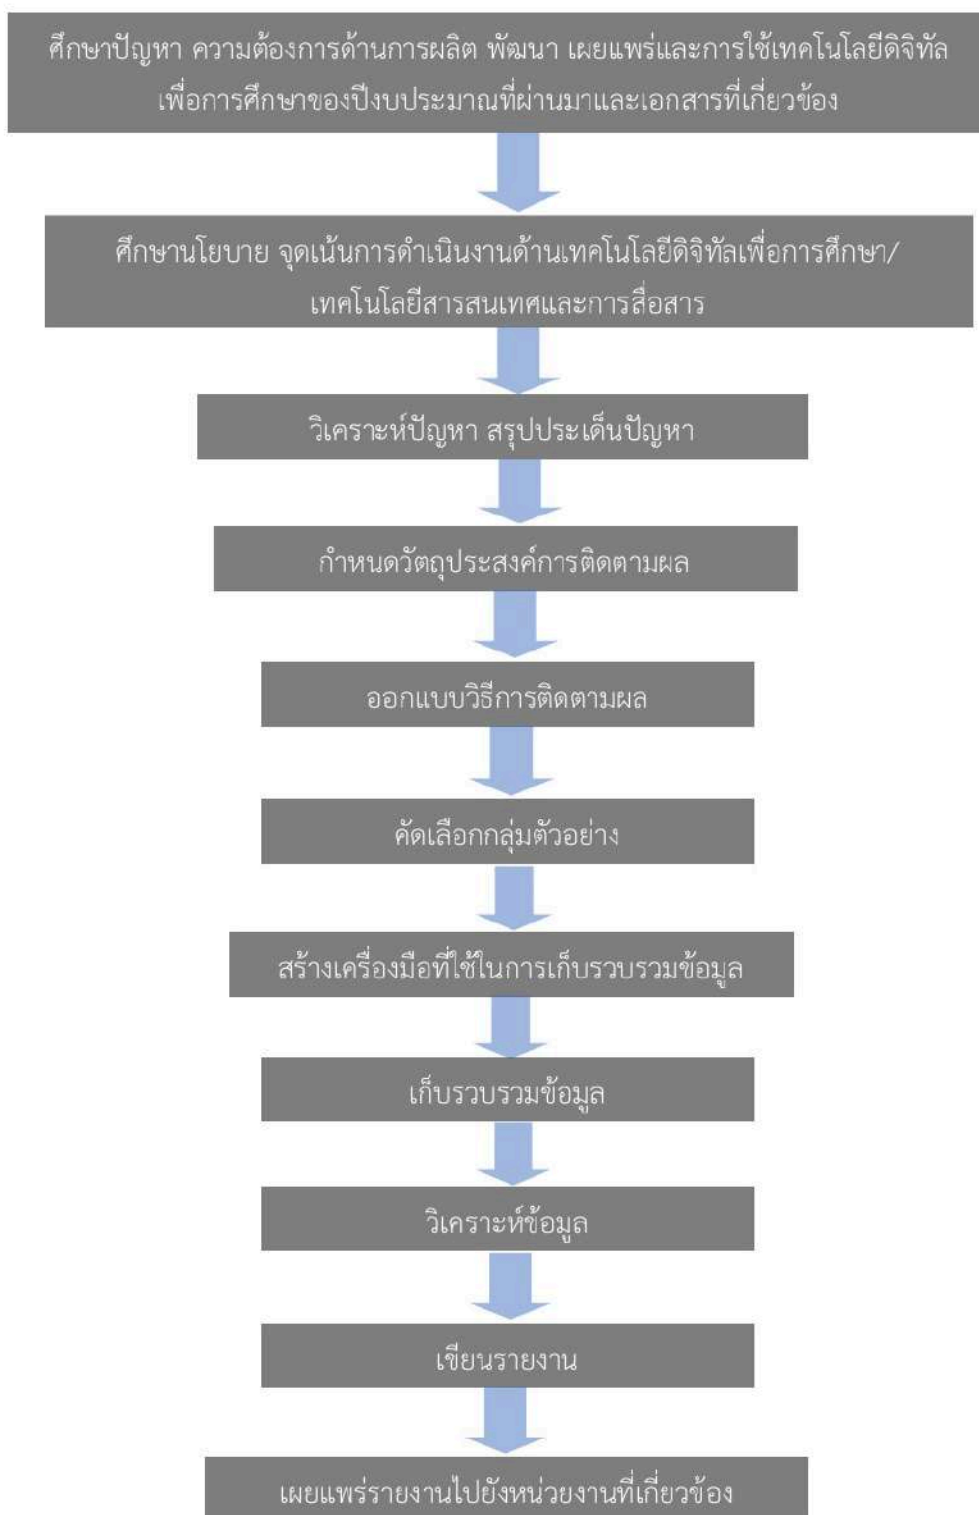 ศึกษาปัญหา ความต้องการด้านการผลิต พัฒนา เผยแพร่และการใช้เทคโนโลยีดิจิทัล
เพื่อการศึกษาของปีงบประมาณที่ผ่านมาและเอกสารที่เกี่ยวข้อง
ศึกษานโยบาย จุดเน้นการดำเนินงานด้านเทคโนโลยีดิจิทัลเพื่อการศึกษา/
เทคโนโลยีสารสนเทศและการสื่อสาร
วิเคราะห์ปัญหา สรุปประเด็นปัญหา
กำหนดวัตถุประสงค์การติดตามผล
ออกแบบวิธีการติดตามผล
คัดเลือกกลุ่มตัวอย่าง
สร้างเครื่องมือที่ใช้ในการเก็บรวบรวมข้อมูล
เก็บรวบรวมข้อมูล
วิเคราะห์ข้อมูล
เขียนรายงาน
เผยแพร่รายงานไปยังหน่วยงานที่เกี่ยวข้อง